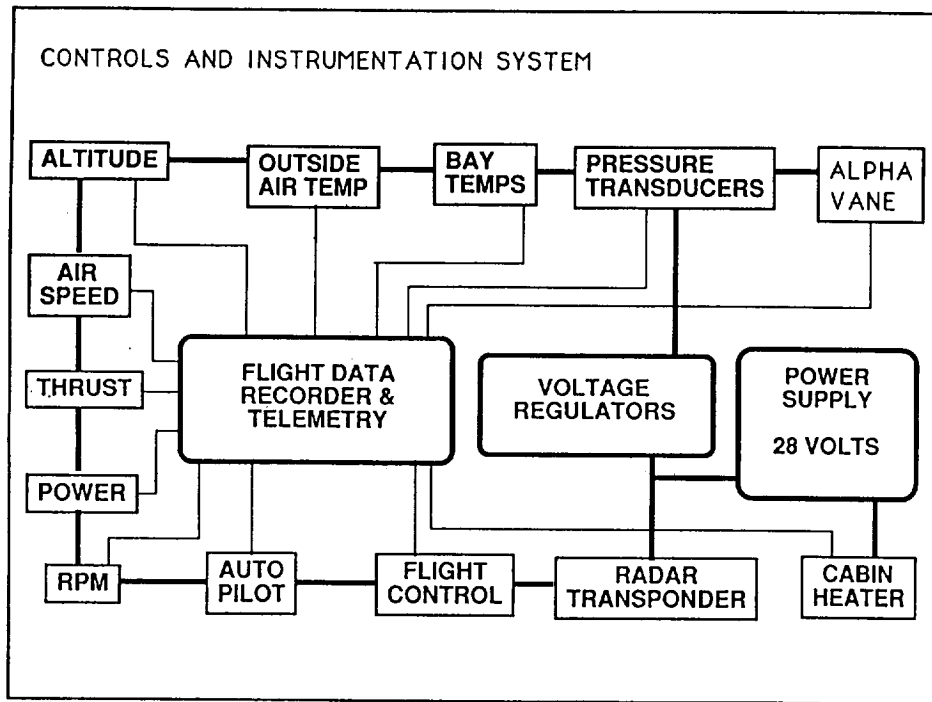 CONTROLS AND INSTRUMENTATION SYSTEM
ALTITUDE
OUTSIDE
AIR TEMP
BAY
TEMPS
PRESSURE
TRANSDUCERS
ALPHA
VANE
AIR
SPEED
THRUST
POWER
RPM
FLIGHT DATA
RECORDER &
TELEMETRY
VOLTAGE
REGULATORS
POWER
SUPPLY
28 VOLTS
AUTO
PILOT
FLIGHT
CONTROL
RADAR
TRANSPONDER
CABIN
HEATER